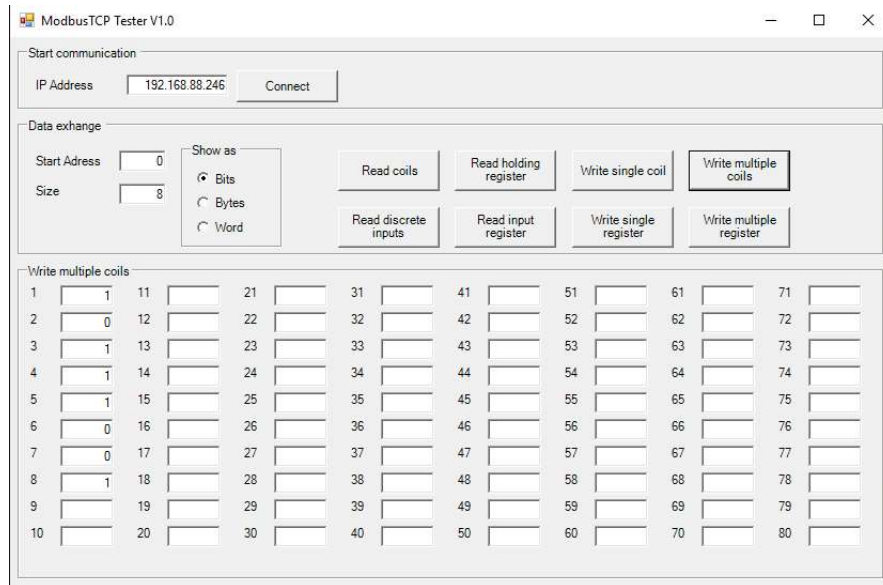 ModbusTCP Tester V1.0
Start communication
IP Address 192.168.88.246 Connect
Data exhange
Start Adress 0
Size 8
Show as
Bits
Bytes
Word
Read coils Read holding register Write single coil Write multiple coils
Read discrete inputs Read input register Write single register Write multiple register
Write multiple coils
1 1 11 21 31 41 51 61 71
2 0 12 22 32 42 52 62 72
3 1 13 23 33 43 53 63 73
4 1 14 24 34 44 54 64 74
5 1 15 25 35 45 55 65 75
6 0 16 26 36 46 56 66 76
7 0 17 27 37 47 57 67 77
8 1 18 28 38 48 58 68 78
9 19 29 39 49 59 69 79
10 20 30 40 50 60 70 80